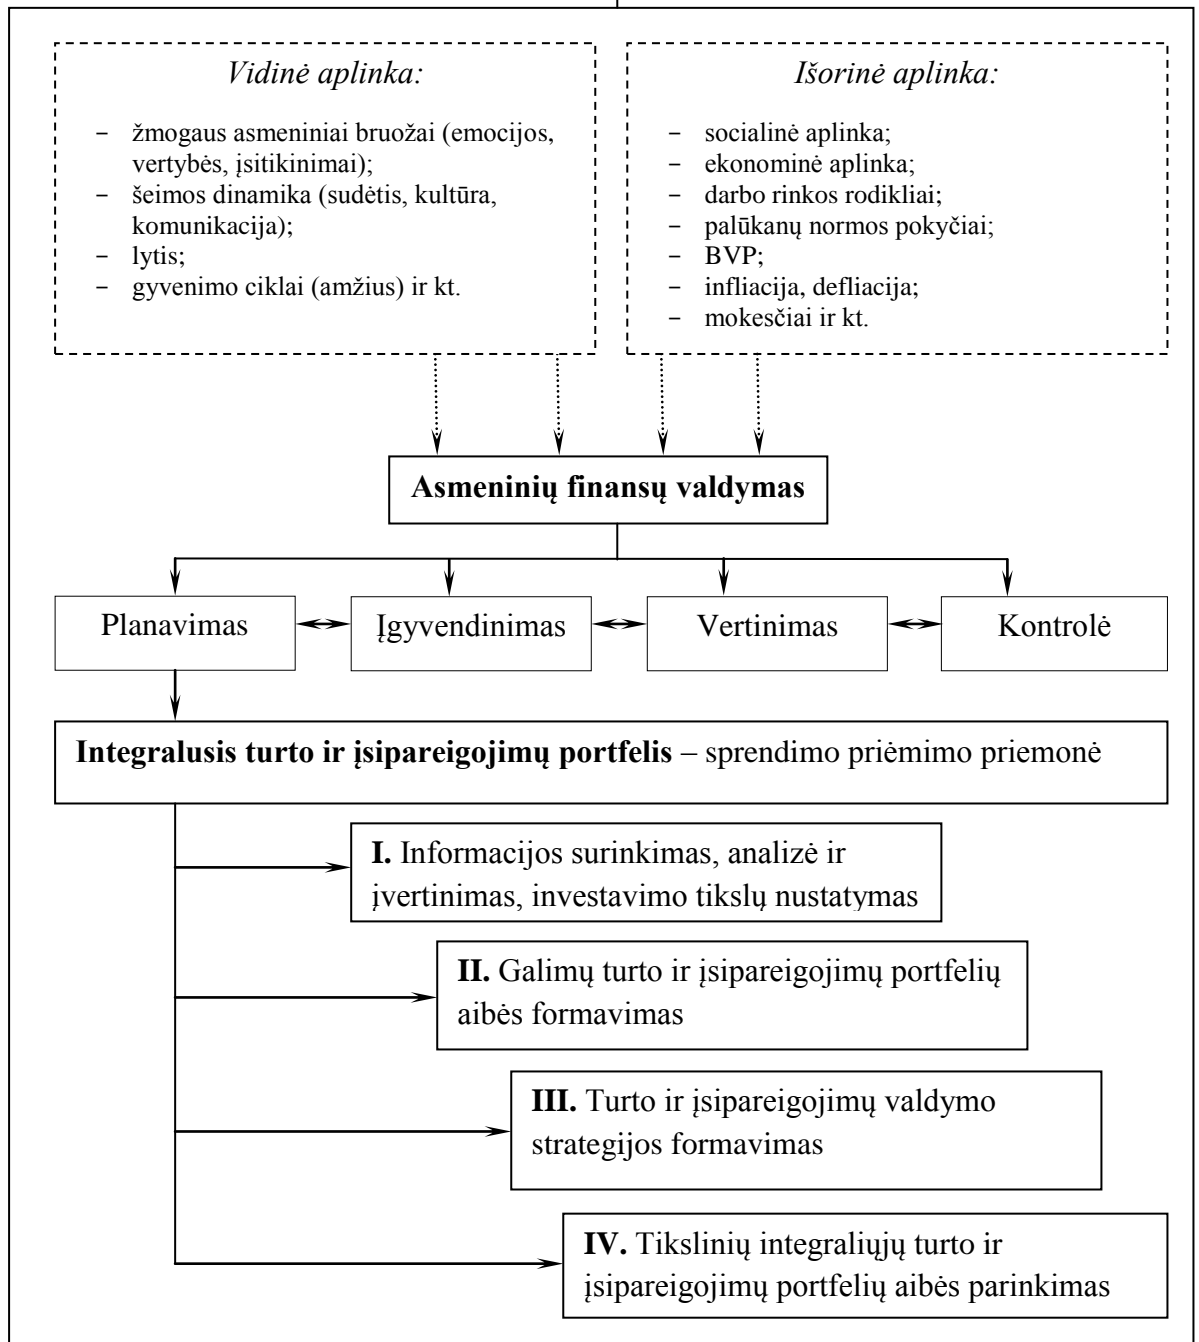 Vidinė aplinka:
− žmogaus asmeniniai bruožai (emocijos,
vertybės, įsitikinimai);
− šeimos dinamika (sudėtis, kultūra,
komunikacija);
− lytis;
− gyvenimo ciklai (amžius) ir kt.
Išorinė aplinka:
− socialinė aplinka;
− ekonominė aplinka;
− darbo rinkos rodikliai;
− palūkanų normos pokyčiai;
− BVP;
− infliacija, defliacija;
− mokesčiai ir kt.
Asmeninių finansų valdymas
Planavimas
Įgyvendinimas
Vertinimas
Kontrolė
Integralusis turto ir įsipareigojimų portfelis – sprendimo priėmimo priemonė
I. Informacijos surinkimas, analizė ir
įvertinimas, investavimo tikslų nustatymas
II. Galimų turto ir įsipareigojimų portfelių
aibės formavimas
III. Turto ir įsipareigojimų valdymo
strategijos formavimas
IV. Tikslinių integraliųjų turto ir
įsipareigojimų portfelių aibės parinkimas